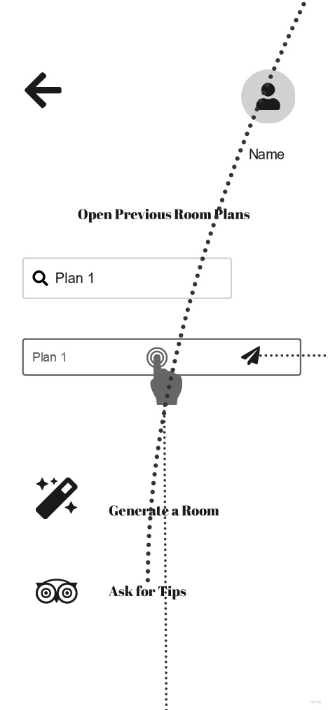 Name
Open Previous Room Plans
Plan 1
Plan 1
Generate a Room
Ask for Tips